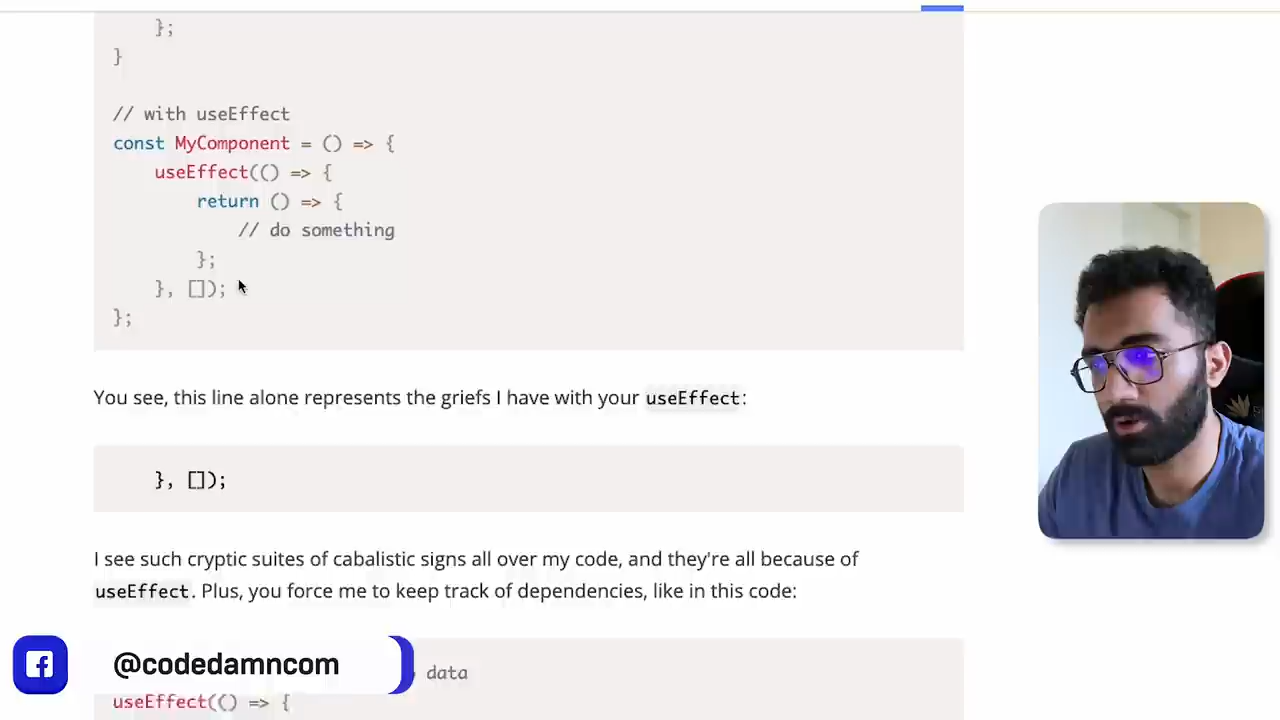 };
}
// with useEffect
const MyComponent = () => {
useEffect(() => {
return () => {
// do something
};
}, []);
};
You see, this line alone represents the griefs I have with your useEffect:
}, []);
I see such cryptic suites of cabalistic signs all over my code, and they're all because of
useEffect. Plus, you force me to keep track of dependencies, like in this code:
@codedamncom
data
useEffect(() => {